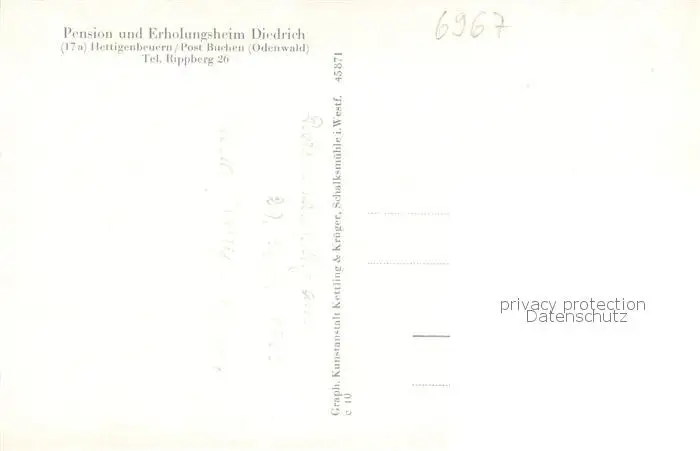 Pension und Erholungsheim Diedrich
(17a) Hettigenbeuern/Post Buchen (Odenwald)
Tel. Rippberg 26
6967
Graph. Kunstanstalt Kettling & Krüger, Schalksmühle i. Westf. 45871
c 10
privacy protection
Datenschutz